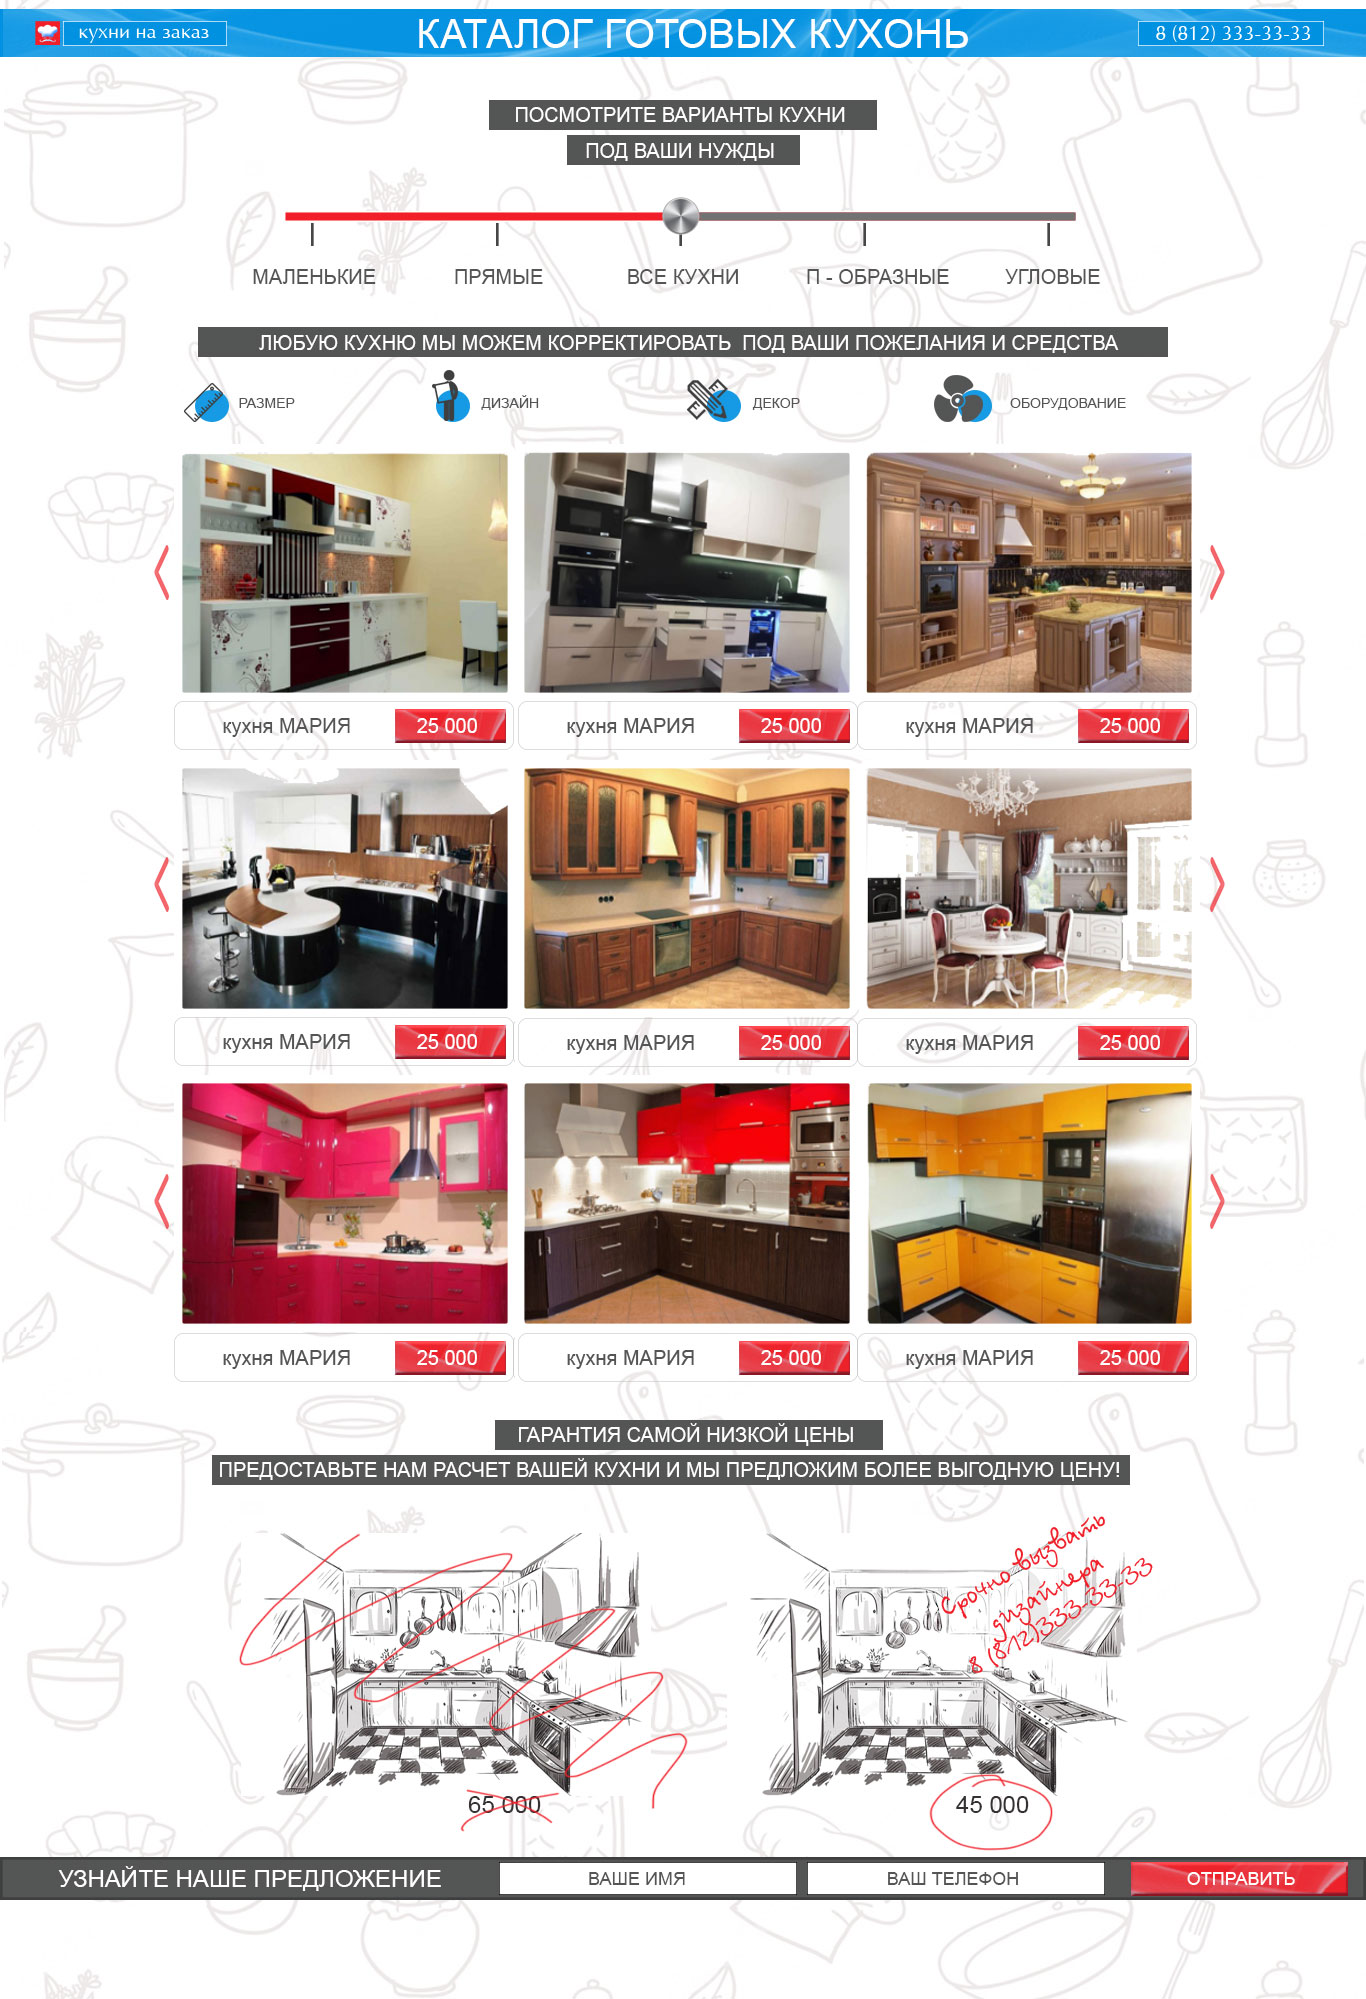 кухни на заказ
КАТАЛОГ ГОТОВЫХ КУХОНЬ
8 (812) 333-33-33
ПОСМОТРИТЕ ВАРИАНТЫ КУХНИ
ПОД ВАШИ НУЖДЫ
МАЛЕНЬКИЕ
ПРЯМЫЕ
ВСЕ КУХНИ
П - ОБРАЗНЫЕ
УГЛОВЫЕ
ЛЮБУЮ КУХНЮ МЫ МОЖЕМ КОРРЕКТИРОВАТЬ ПОД ВАШИ ПОЖЕЛАНИЯ И СРЕДСТВА
РАЗМЕР
ДИЗАЙН
ДЕКОР
ОБОРУДОВАНИЕ
кухня МАРИЯ 25 000
кухня МАРИЯ 25 000
кухня МАРИЯ 25 000
кухня МАРИЯ 25 000
кухня МАРИЯ 25 000
кухня МАРИЯ 25 000
кухня МАРИЯ 25 000
кухня МАРИЯ 25 000
кухня МАРИЯ 25 000
ГАРАНТИЯ САМОЙ НИЗКОЙ ЦЕНЫ
ПРЕДОСТАВЬТЕ НАМ РАСЧЕТ ВАШЕЙ КУХНИ И МЫ ПРЕДЛОЖИМ БОЛЕЕ ВЫГОДНУЮ ЦЕНУ!
Срочно вызвать
дизайнера
8 (812)333-33-33
65 000
45 000
УЗНАЙТЕ НАШЕ ПРЕДЛОЖЕНИЕ
ВАШЕ ИМЯ
ВАШ ТЕЛЕФОН
ОТПРАВИТЬ